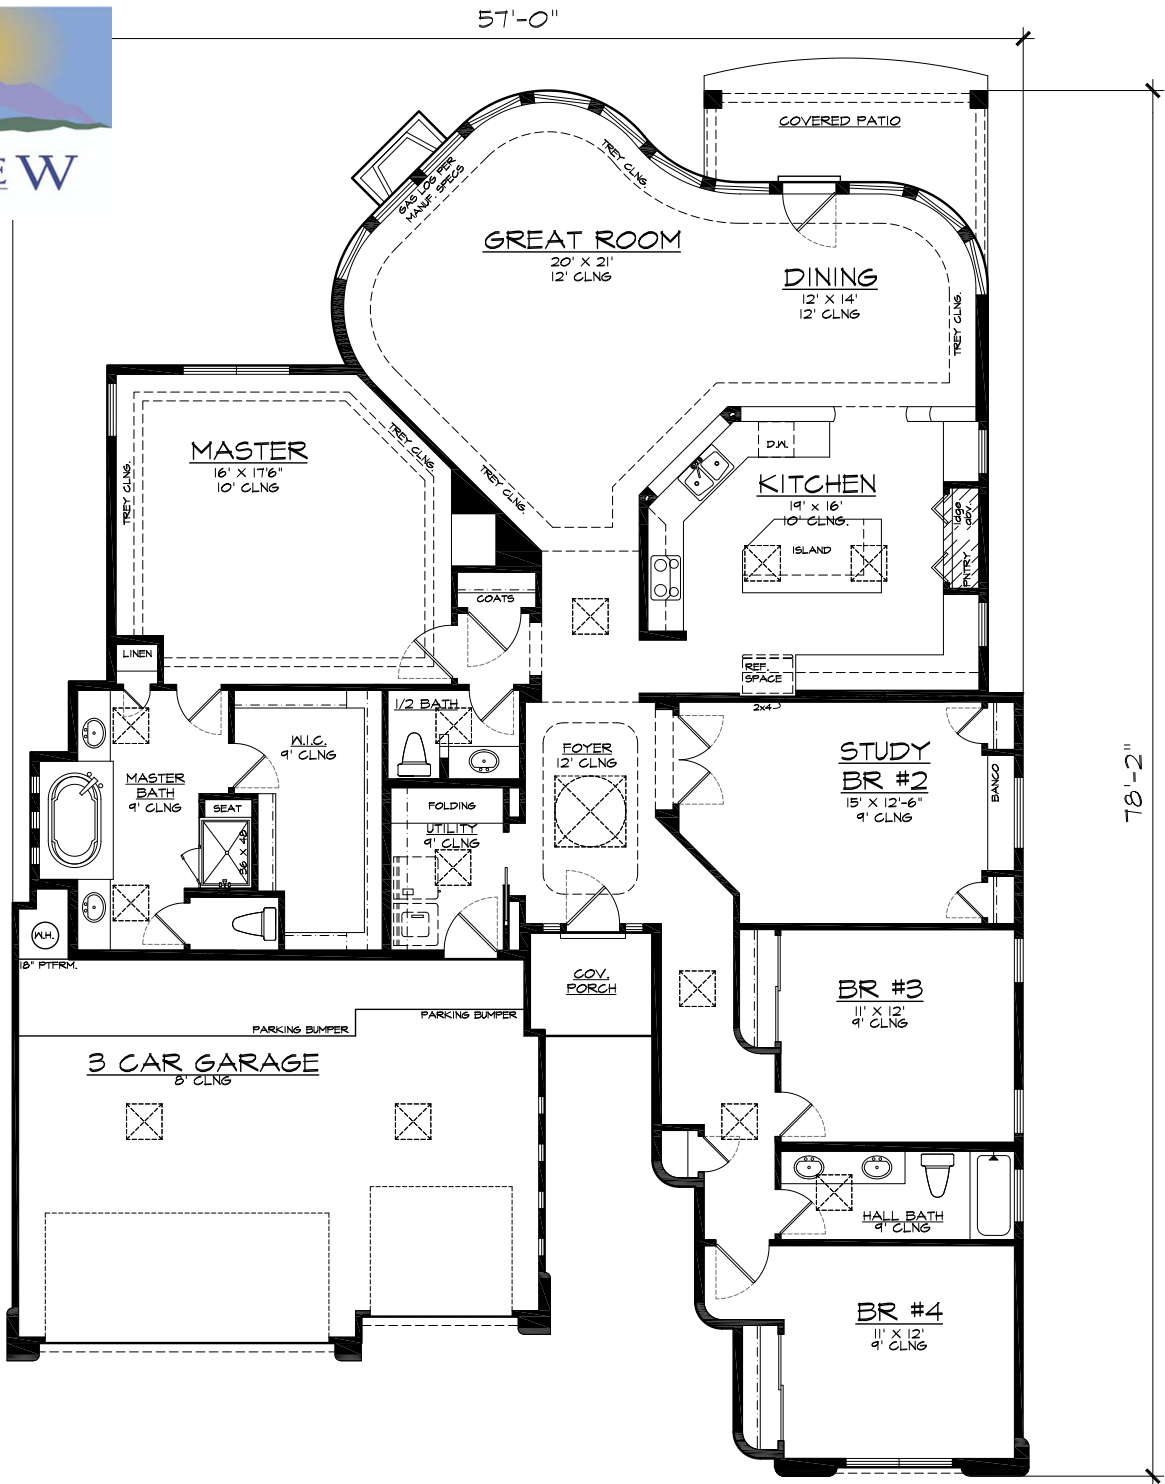 57'-0"
EW
COVERED PATIO
TREY CLNG.
GAS LOG PER
MANUF. SPECS
GREAT ROOM
20' X 21'
12' CLNG
DINING
12' X 14'
12' CLNG
TREY CLNG.
MASTER
16' X 17'6"
10' CLNG
TREY CLNG.
TREY CLNG.
TREY CLNG.
D.W.
KITCHEN
19' x 16'
10' CLNG.
ISLAND
PNTRY
COATS
LINEN
REF.
SPACE
2x4
1/2 BATH
W.I.C.
9' CLNG
FOYER
12' CLNG
STUDY
BR #2
15' X 12'-6"
9' CLNG
BANCO
78'-2"
MASTER
BATH
9' CLNG
SEAT
36 X 48
FOLDING
UTILITY
9' CLNG
W.H.
18" PTFRM.
COV.
PORCH
BR #3
11' X 12'
9' CLNG
PARKING BUMPER
PARKING BUMPER
3 CAR GARAGE
8' CLNG
HALL BATH
9' CLNG
BR #4
11' X 12'
9' CLNG